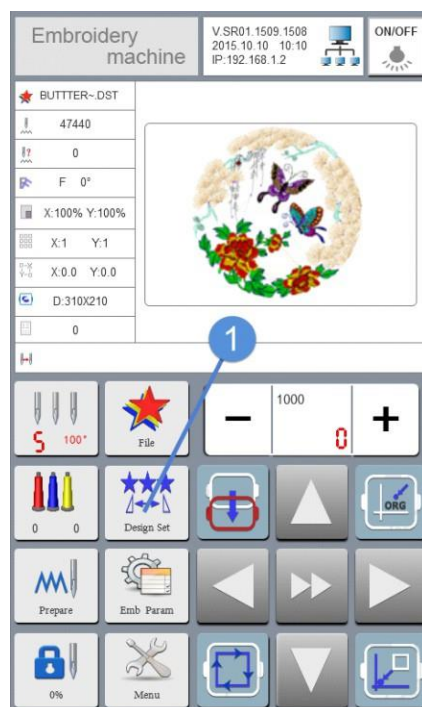 Embroidery
machine
V.SR01.1509.1508
2015.10.10 10:10
IP:192.168.1.2
ON/OFF
BUTTTER~.DST
47440
0
F 0°
X:100% Y:100%
X:1 Y:1
X:0.0 Y:0.0
D:310X210
0
1
S 100°
File
−
1000
0
+
0 0
Design Set
ORG
Prepare
Emb Param
0%
Menu